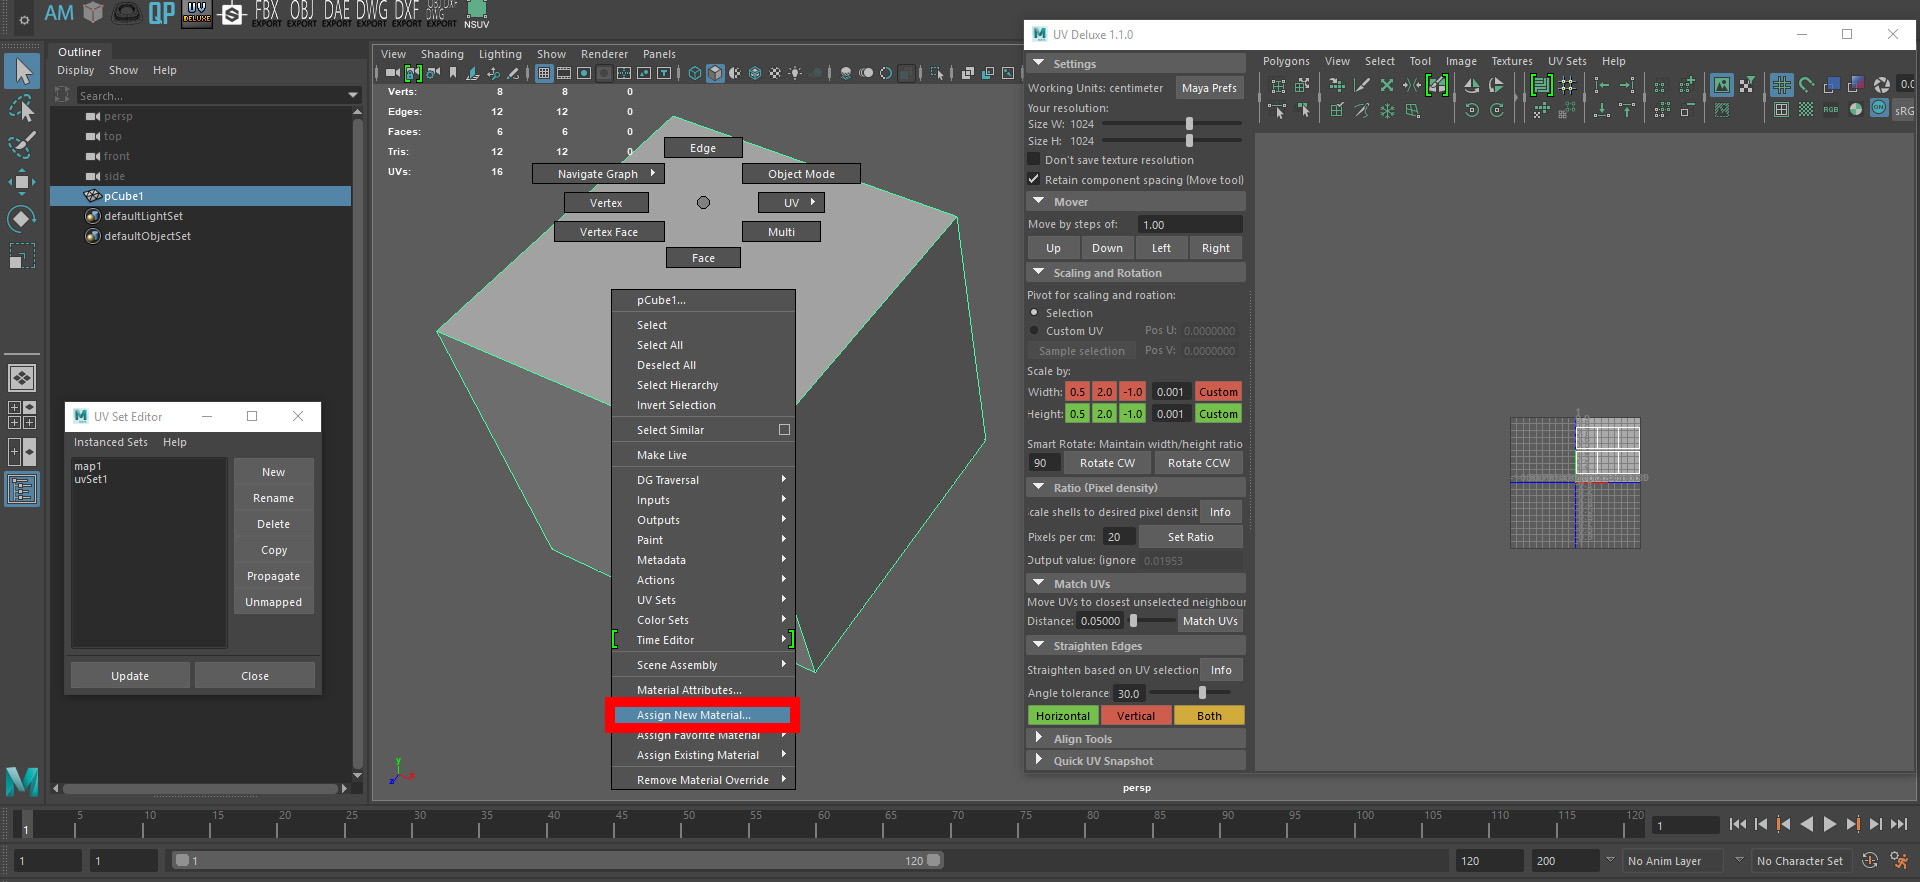 AM
QP
UV
DELUXE
S
FBX
EXPORT
OBJ
EXPORT
DAE
EXPORT
DWG
EXPORT
DXF
EXPORT
DWG
EXPORT
NSUV
Outliner
Display Show Help
Search...
persp
top
front
side
pCube1
defaultLightSet
defaultObjectSet
UV Set Editor
Instanced Sets Help
map1
uvSet1
New
Rename
Delete
Copy
Propagate
Unmapped
Update
Close
View Shading Lighting Show Renderer Panels
Verts: 8 8 0
Edges: 12 12 0
Faces: 6 6 0
Tris: 12 12 0
UVs: 16
Edge
Navigate Graph
Object Mode
Vertex
UV
Vertex Face
Multi
Face
pCube1...
Select
Select All
Deselect All
Select Hierarchy
Invert Selection
Select Similar
Make Live
DG Traversal
Inputs
Outputs
Paint
Metadata
Actions
UV Sets
Color Sets
Time Editor
Scene Assembly
Material Attributes...
Assign New Material...
Assign Favorite Material
Assign Existing Material
Remove Material Override
persp
y
z
UV Deluxe 1.1.0
Settings
Working Units: centimeter Maya Prefs
Your resolution:
Size W: 1024
Size H: 1024
Don't save texture resolution
Retain component spacing (Move tool)
Mover
Move by steps of: 1.00
Up Down Left Right
Scaling and Rotation
Pivot for scaling and roation:
Selection
Custom UV Pos U: 0.0000000
Sample selection Pos V: 0.0000000
Scale by:
Width: 0.5 2.0 -1.0 0.001 Custom
Height: 0.5 2.0 -1.0 0.001 Custom
Smart Rotate: Maintain width/height ratio
90 Rotate CW Rotate CCW
Ratio (Pixel density)
cale shells to desired pixel densit Info
Pixels per cm: 20 Set Ratio
Output value: (ignore 0.01953
Match UVs
Move UVs to closest unselected neighbour
Distance: 0.05000 Match UVs
Straighten Edges
Straighten based on UV selection Info
Angle tolerance 30.0
Horizontal Vertical Both
Align Tools
Quick UV Snapshot
Polygons View Select Tool Image Textures UV Sets Help
0.0
RGB
ON
sRG
1
5 10 15 20 25 30 35 40 45 50 55 60 65 70 75 80 85 90 95 100 105 110 115 120
1
1
1 1 1 120 120 200 No Anim Layer No Character Set